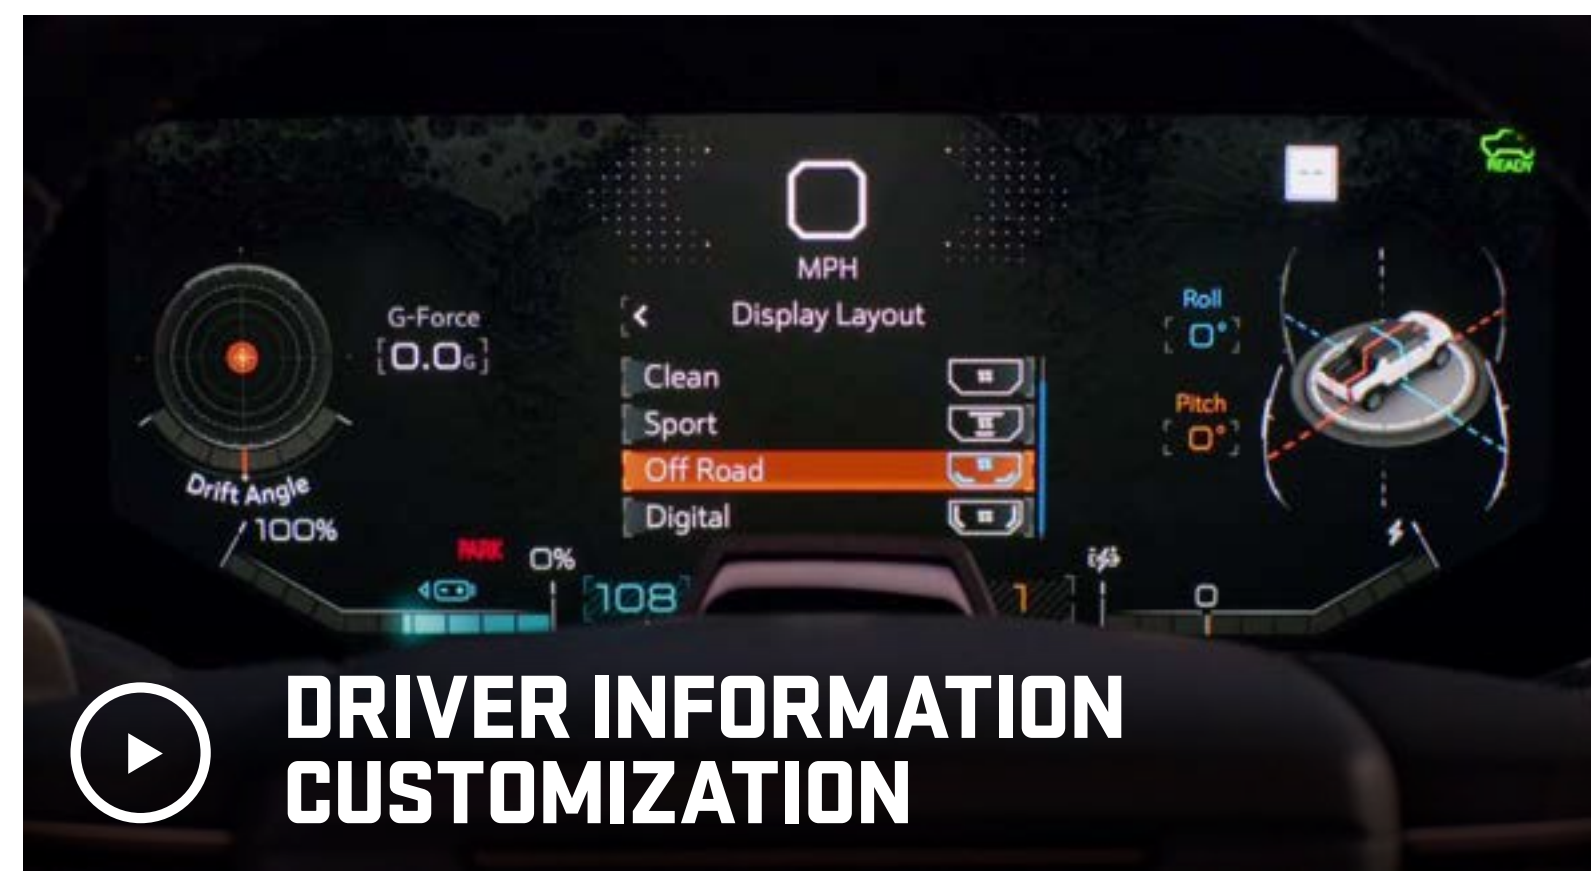 READY
0
MPH
Display Layout
G-Force
0.0G
Roll
0°
Pitch
0°
Clean
Sport
Off Road
Digital
Drift Angle
100%
PARK
0%
108
1
0
DRIVER INFORMATION
CUSTOMIZATION